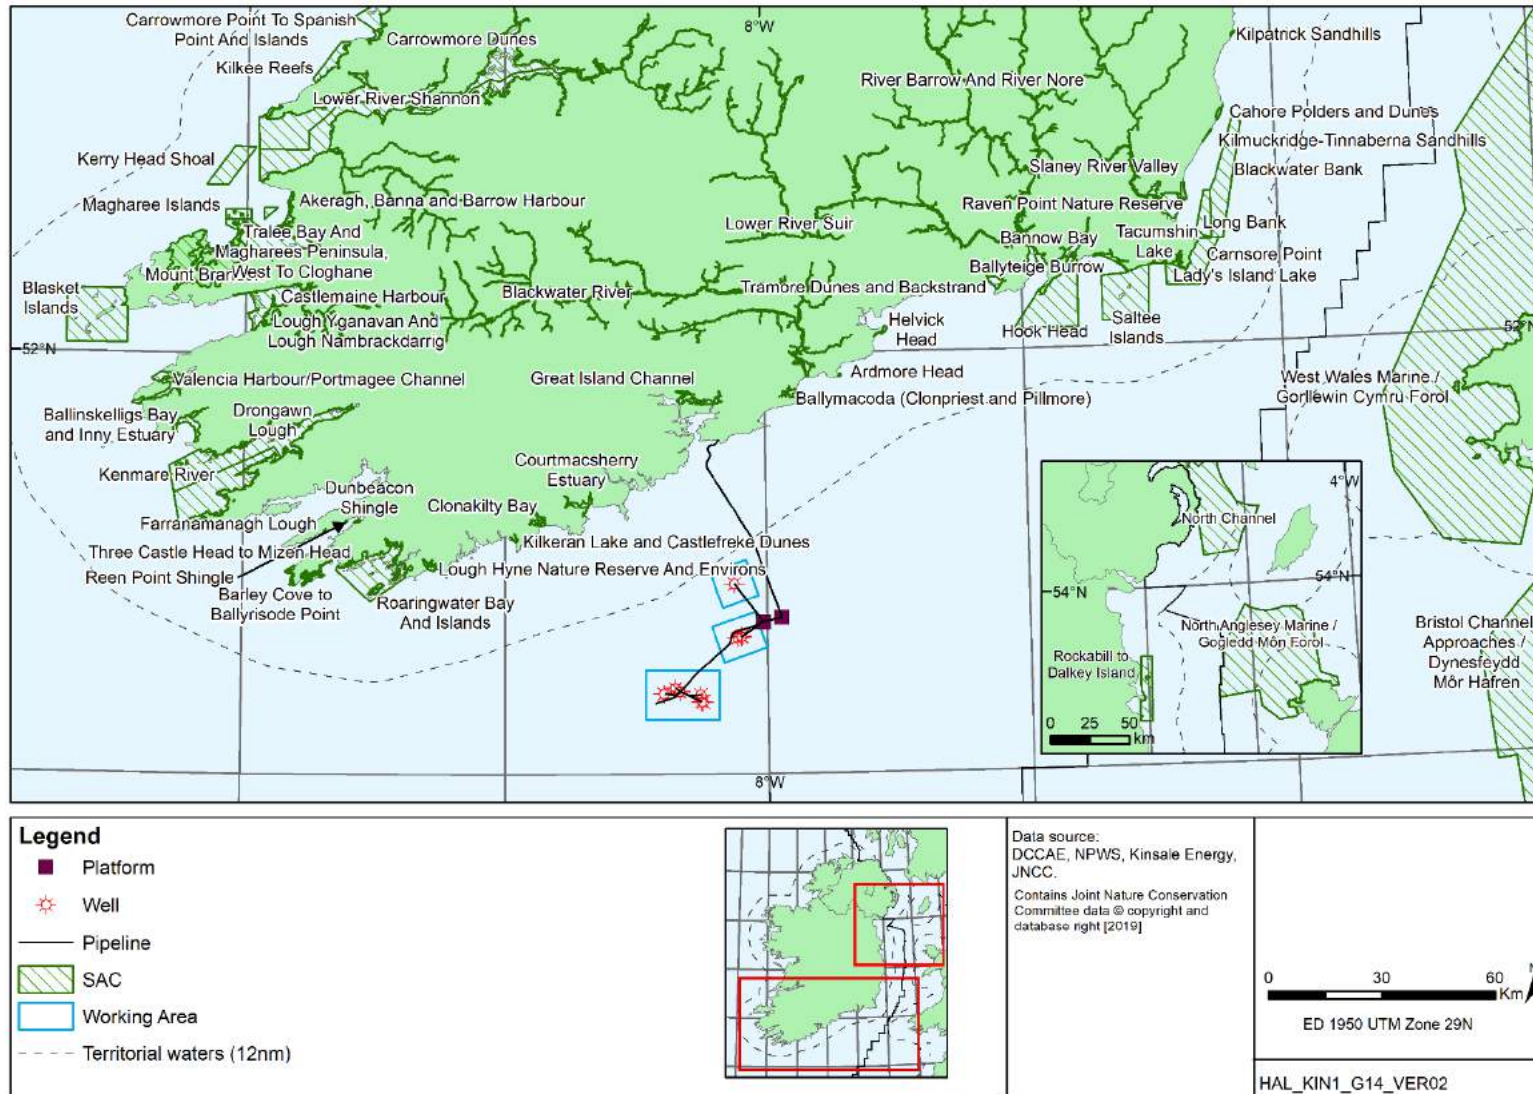 Carrowmore Point To Spanish
Point And Islands
8°W
Carrowmore Dunes
Kilpatrick Sandhills
Kilkee Reefs
River Barrow And River Nore
Lower River Shannon
Cahore Polders and Dunes
Kilmuckridge-Tinnaberna Sandhills
Kerry Head Shoal
Slaney River Valley
Blackwater Bank
Magharee Islands
Akeragh, Banna and Barrow Harbour
Raven Point Nature Reserve
Lower River Suir
Long Bank
Tralee Bay And
Magharees Peninsula,
West To Cloghane
Bannow Bay
Tacumshin
Lake
Carnsore Point
Mount Bran
Ballyteige Burrow
Lady's Island Lake
Blasket
Islands
Castlemaine Harbour
Blackwater River
Tramore Dunes and Backstrand
Lough Yganavan And
Lough Nambrackdarrig
Helvick
Head
Hook Head
Saltee
Islands
52°N
52°N
Valencia Harbour/Portmagee Channel
Great Island Channel
Ardmore Head
West Wales Marine /
Gorllewin Cymru Forol
Ballymacoda (Clonpriest and Pillmore)
Ballinskelligs Bay
and Inny Estuary
Drongawn
Lough
Kenmare River
Courtmacsherry
Estuary
Dunbeacon
Shingle
Clonakilty Bay
Farranamanagh Lough
Kilkeran Lake and Castlefreke Dunes
Three Castle Head to Mizen Head
Lough Hyne Nature Reserve And Environs
Reen Point Shingle
Barley Cove to
Ballyrisode Point
Roaringwater Bay
And Islands
8°W
4°W
North Channel
54°N
54°N
North Anglesey Marine /
Gogledd Môn Forol
Rockabill to
Dalkey Island
0 25 50
km
Bristol Channel
Approaches /
Dynesfeydd
Môr Hafren
Legend
Platform
Well
Pipeline
SAC
Working Area
Territorial waters (12nm)
Data source:
DCCAE, NPWS, Kinsale Energy,
JNCC.
Contains Joint Nature Conservation
Committee data © copyright and
database right [2019]
0 30 60
Km
ED 1950 UTM Zone 29N
HAL_KIN1_G14_VER02